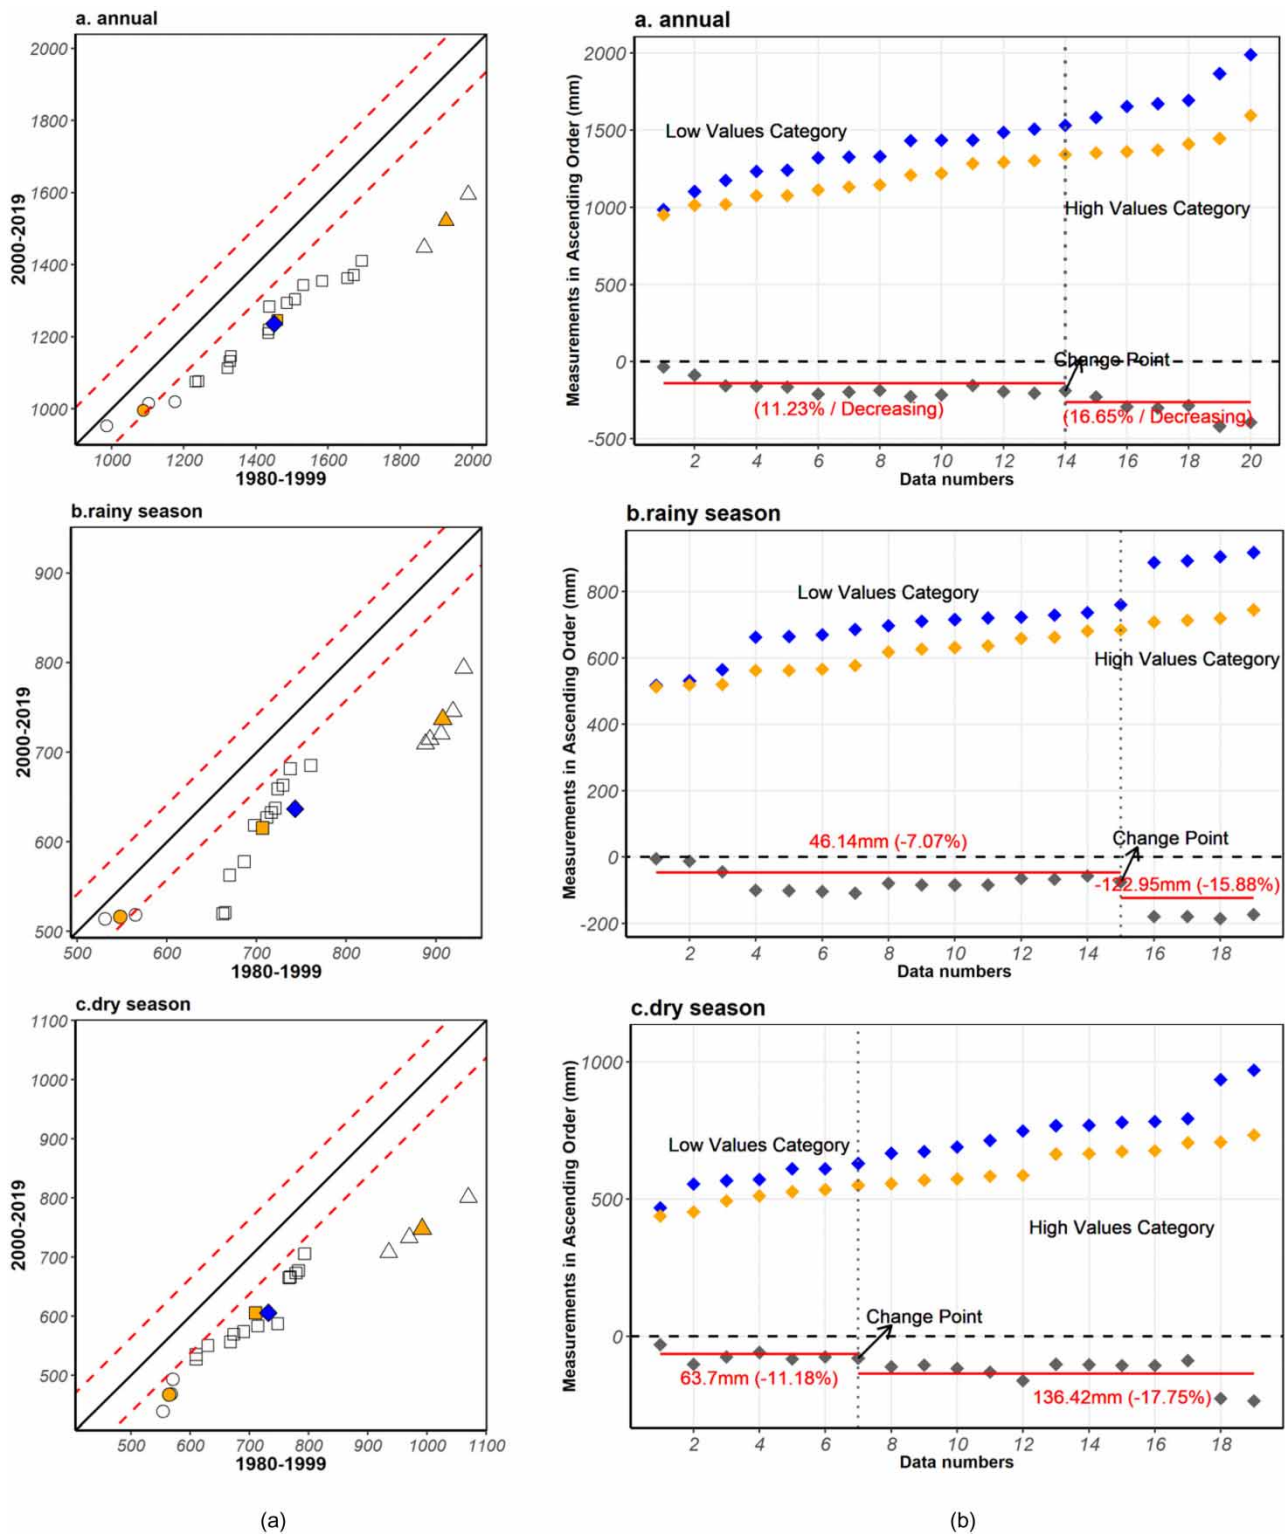 a. annual
2000-2019
2000
1800
1600
1400
1200
1000
1000 1200 1400 1600 1800 2000
1980-1999
a. annual
Measurements in Ascending Order (mm)
2000
1500
1000
500
0
-500
Low Values Category
High Values Category
Change Point
(11.23% / Decreasing)
(16.65% / Decreasing)
2 4 6 8 10 12 14 16 18 20
Data numbers
b.rainy season
2000-2019
900
800
700
600
500
500 600 700 800 900
1980-1999
b.rainy season
Measurements in Ascending Order (mm)
800
600
400
200
0
-200
Low Values Category
High Values Category
46.14mm (-7.07%)
Change Point
-122.95mm (-15.88%)
2 4 6 8 10 12 14 16 18
Data numbers
c.dry season
2000-2019
1100
1000
900
800
700
600
500
500 600 700 800 900 1000 1100
1980-1999
c.dry season
Measurements in Ascending Order (mm)
1000
500
0
Low Values Category
High Values Category
Change Point
63.7mm (-11.18%)
136.42mm (-17.75%)
2 4 6 8 10 12 14 16 18
Data numbers
(a)
(b)